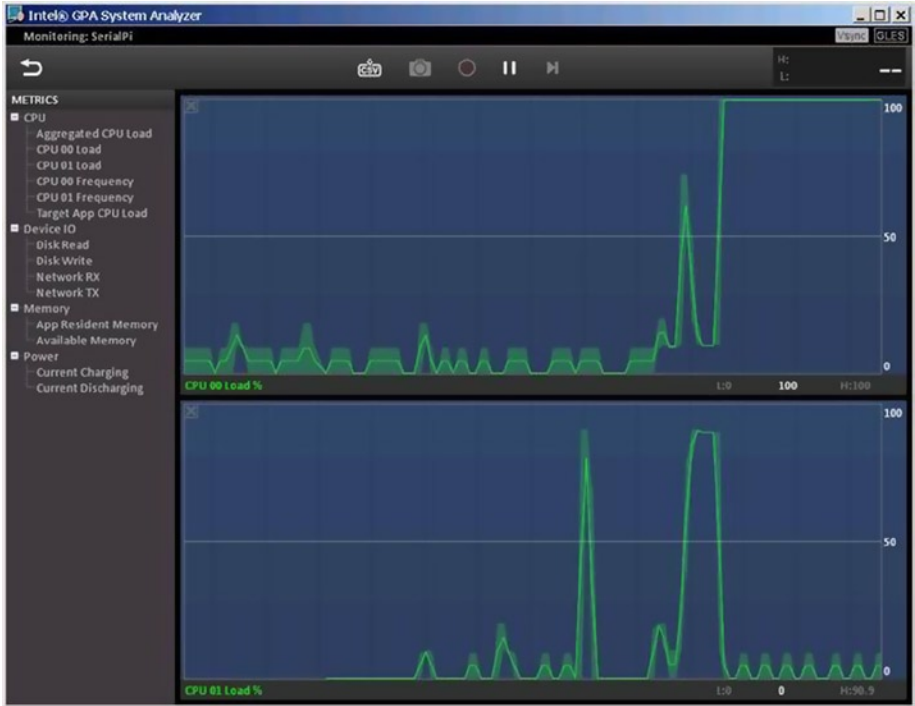 Intel® GPA System Analyzer
Monitoring: SerialPi
Vsync GLES
CSV
H:
L:
--
METRICS
CPU
Aggregated CPU Load
CPU 00 Load
CPU 01 Load
CPU 00 Frequency
CPU 01 Frequency
Target App CPU Load
Device IO
Disk Read
Disk Write
Network RX
Network TX
Memory
App Resident Memory
Available Memory
Power
Current Charging
Current Discharging
100
50
0
CPU 00 Load % L:0 100 H:100
100
50
0
CPU 01 Load % L:0 0 H:90.9